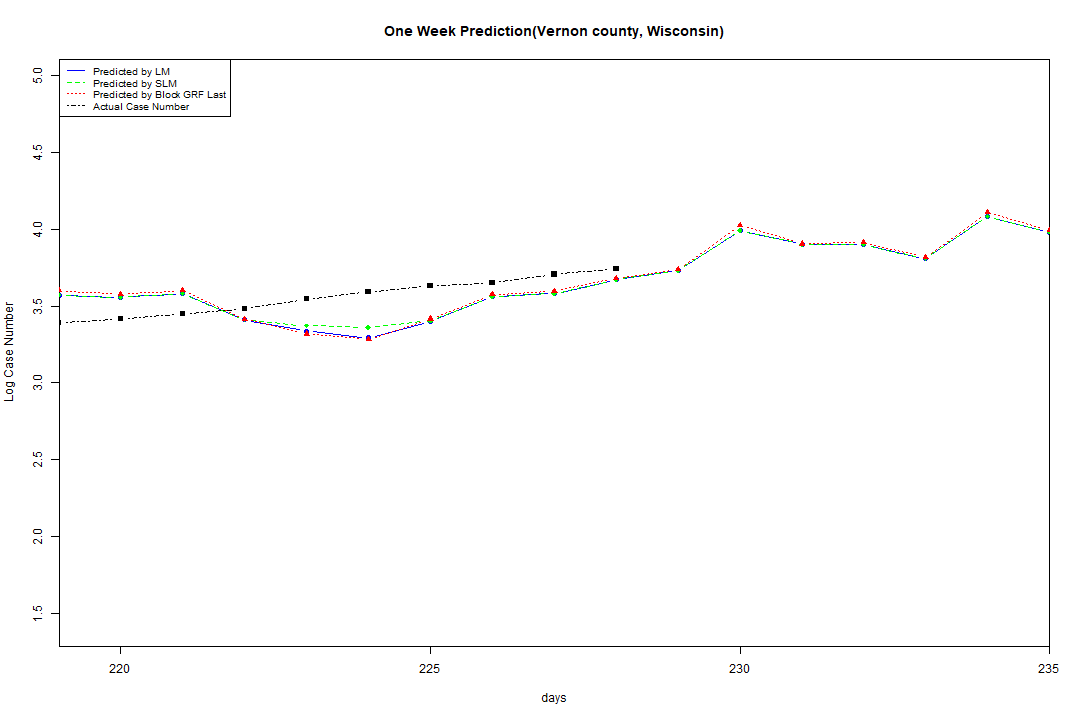 One Week Prediction(Vernon county, Wisconsin)
Predicted by LM
Predicted by SLM
Predicted by Block GRF Last
Actual Case Number
5.0
4.5
4.0
3.5
3.0
2.5
2.0
1.5
Log Case Number
220
225
230
235
days